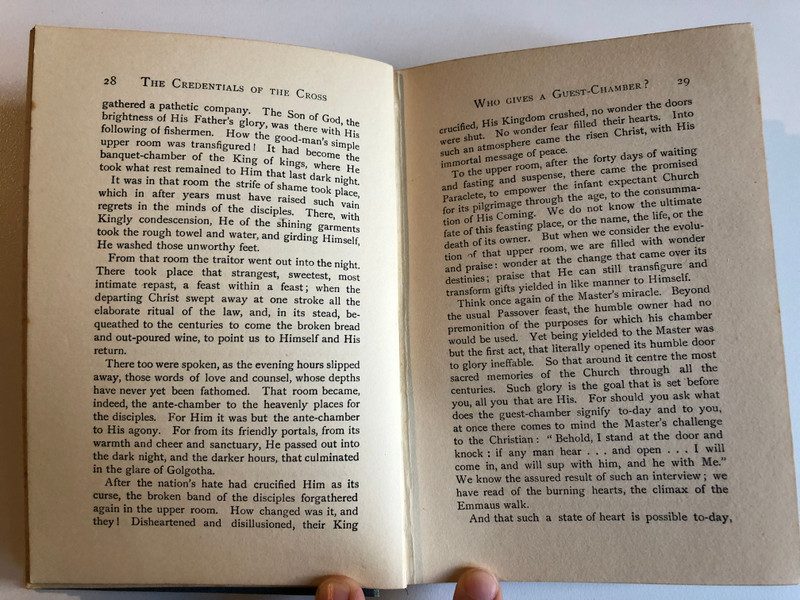 28 The Credentials of the Cross
gathered a pathetic company. The Son of God, the
brightness of His Father's glory, was there with His
following of fishermen. How the good-man's simple
upper room was transfigured! It had become the
banquet-chamber of the King of kings, where He
took what rest remained to Him that last dark night.
It was in that room the strife of shame took place,
which in after years must have raised such vain
regrets in the minds of the disciples. There, with
Kingly condescension, He of the shining garments
took the rough towel and water, and girding Himself,
He washed those unworthy feet.
From that room the traitor went out into the night.
There took place that strangest, sweetest, most
intimate repast, a feast within a feast; when the
departing Christ swept away at one stroke all the
elaborate ritual of the law, and, in its stead, be-
queathed to the centuries to come the broken bread
and out-poured wine, to point us to Himself and His
return.
There too were spoken, as the evening hours slipped
away, those words of love and counsel, whose depths
have never yet been fathomed. That room became,
indeed, the ante-chamber to the heavenly places for
the disciples. For Him it was but the ante-chamber
to His agony. For from its friendly portals, from its
warmth and cheer and sanctuary, He passed out into
the dark night, and the darker hours, that culminated
in the glare of Golgotha.
After the nation's hate had crucified Him as its
curse, the broken band of the disciples forgathered
again in the upper room. How changed was it, and
they! Disheartened and disillusioned, their King
Who gives a Guest-Chamber? 29
crucified, His Kingdom crushed, no wonder the doors
were shut. No wonder fear filled their hearts. Into
such an atmosphere came the risen Christ, with His
immortal message of peace.
To the upper room, after the forty days of waiting
and fasting and suspense, there came the promised
Paraclete, to empower the infant expectant Church
for its pilgrimage through the age, to the consumma-
tion of His Coming. We do not know the ultimate
fate of this feasting place, or the name, the life, or the
death of its owner. But when we consider the evolu-
tion of that upper room, we are filled with wonder
and praise: wonder at the change that came over its
destinies; praise that He can still transfigure and
transform gifts yielded in like manner to Himself.
Think once again of the Master's miracle. Beyond
the usual Passover feast, the humble owner had no
premonition of the purposes for which his chamber
would be used. Yet being yielded to the Master was
but the first act, that literally opened its humble door
to glory ineffable. So that around it centre the most
sacred memories of the Church through all the
centuries. Such glory is the goal that is set before
you, all you that are His. For should you ask what
does the guest-chamber signify to-day and to you,
at once there comes to mind the Master's challenge
to the Christian: "Behold, I stand at the door and
knock: if any man hear . . . and open . . . I will
come in, and will sup with him, and he with Me."
We know the assured result of such an interview; we
have read of the burning hearts, the climax of the
Emmaus walk.
And that such a state of heart is possible to-day,